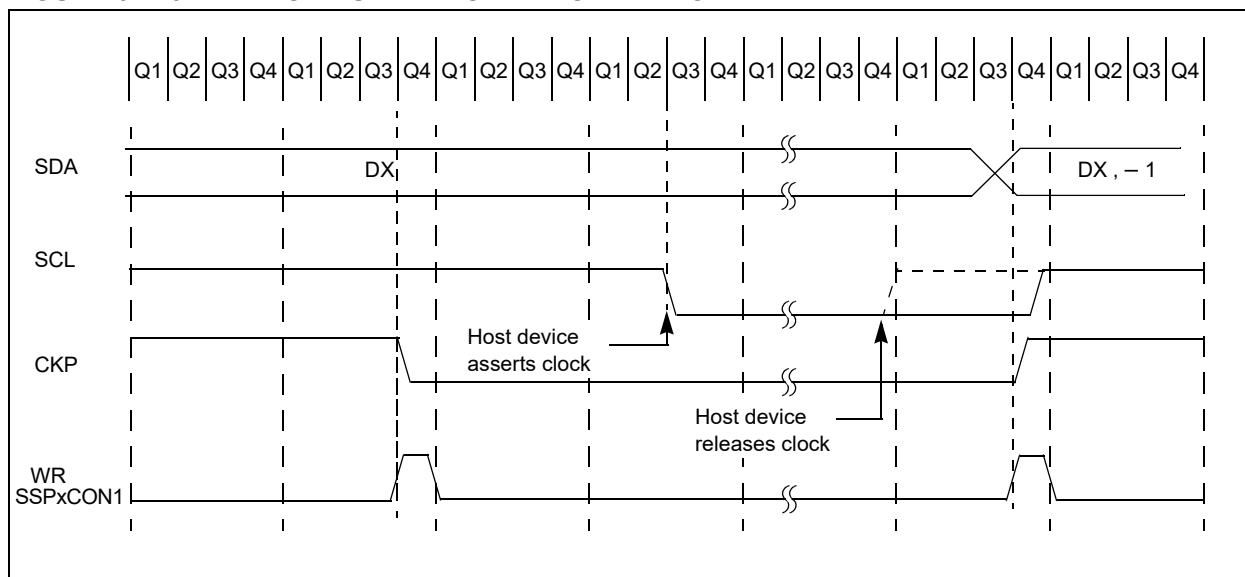 Q1 Q2 Q3 Q4 Q1 Q2 Q3 Q4 Q1 Q2 Q3 Q4 Q1 Q2 Q3 Q4 Q1 Q2 Q3 Q4 Q1 Q2 Q3 Q4 Q1 Q2 Q3 Q4
SDA
DX
DX , – 1
SCL
Host device
asserts clock
CKP
Host device
releases clock
WR
SSPxCON1